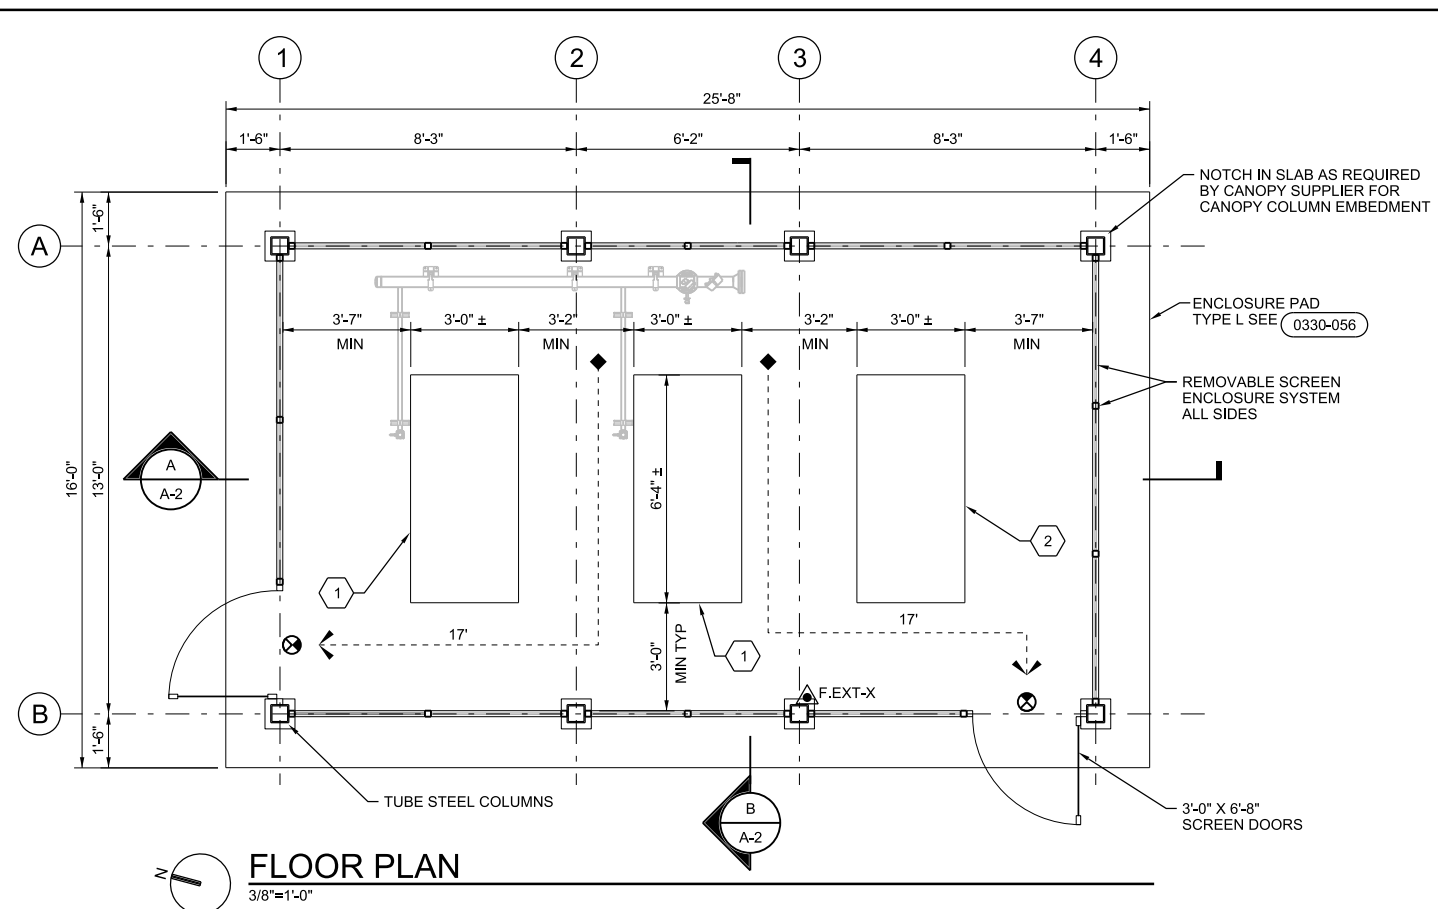 1
2
3
4
25'-8"
1'-6"
8'-3"
6'-2"
8'-3"
1'-6"
NOTCH IN SLAB AS REQUIRED
BY CANOPY SUPPLIER FOR
CANOPY COLUMN EMBEDMENT
1'-6"
A
ENCLOSURE PAD
TYPE L SEE 0330-056
3'-7"
MIN
3'-0" ±
3'-2"
MIN
3'-0" ±
3'-2"
MIN
3'-0" ±
3'-7"
MIN
REMOVABLE SCREEN
ENCLOSURE SYSTEM
ALL SIDES
A
A-2
16'-0"
13'-0"
6'-4" ±
2
1
17'
17'
3'-0"
MIN TYP
1
F.EXT-X
B
1'-6"
TUBE STEEL COLUMNS
B
A-2
3'-0" X 6'-8"
SCREEN DOORS
N
FLOOR PLAN
3/8"=1'-0"